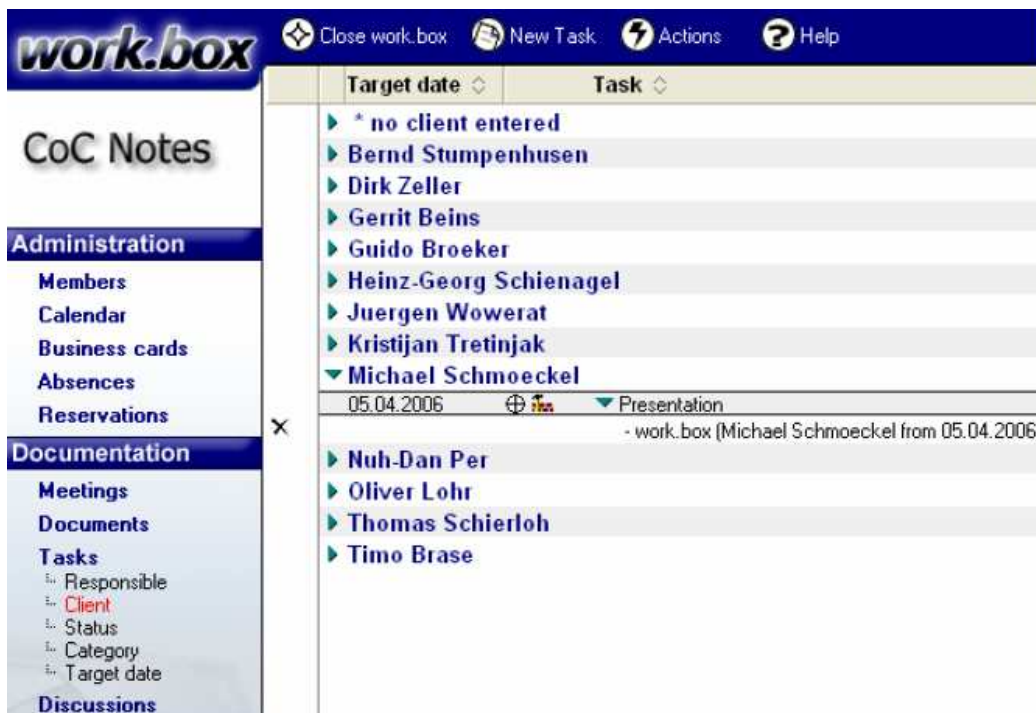 work.box
Close work.box New Task Actions Help
Target date Task
CoC Notes
Administration
Members
Calendar
Business cards
Absences
Reservations
Documentation
Meetings
Documents
Tasks
Responsible
Client
Status
Category
Target date
Discussions
* no client entered
Bernd Stumpenhusen
Dirk Zeller
Gerrit Beins
Guido Broeker
Heinz-Georg Schienagel
Juergen Wowerat
Kristijan Tretinjak
Michael Schmoeckel
05.04.2006 Presentation
- work.box (Michael Schmoeckel from 05.04.2006
Nuh-Dan Per
Oliver Lohr
Thomas Schierloh
Timo Brase